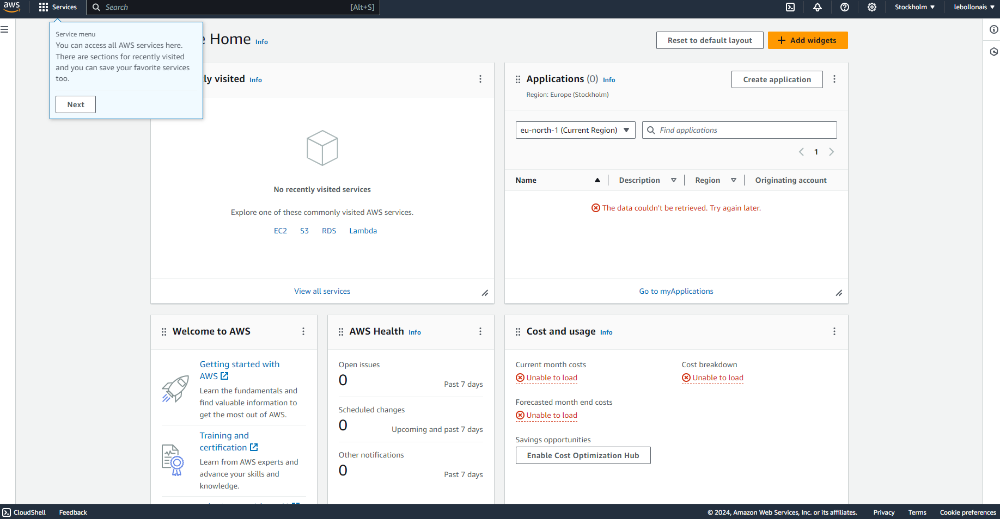 aws
Services
Search
[Alt+S]
Stockholm
lebollonais
Service menu
You can access all AWS services here.
There are sections for recently visited
and you can save your favorite services
too.
Next
e Home Info
Reset to default layout
Add widgets
ly visited Info
No recently visited services
Explore one of these commonly visited AWS services.
EC2 S3 RDS Lambda
View all services
Applications (0) Info
Region: Europe (Stockholm)
Create application
eu-north-1 (Current Region)
Find applications
1
Name Description Region Originating account
The data couldn't be retrieved. Try again later.
Go to myApplications
Welcome to AWS
Getting started with
AWS
Learn the fundamentals and
find valuable information to
get the most out of AWS.
Training and
certification
Learn from AWS experts and
advance your skills and
knowledge.
AWS Health Info
Open issues
0
Past 7 days
Scheduled changes
0
Upcoming and past 7 days
Other notifications
0
Past 7 days
Cost and usage Info
Current month costs
Unable to load
Cost breakdown
Unable to load
Forecasted month end costs
Unable to load
Savings opportunities
Enable Cost Optimization Hub
CloudShell
Feedback
© 2024, Amazon Web Services, Inc. or its affiliates.
Privacy
Terms
Cookie preferences